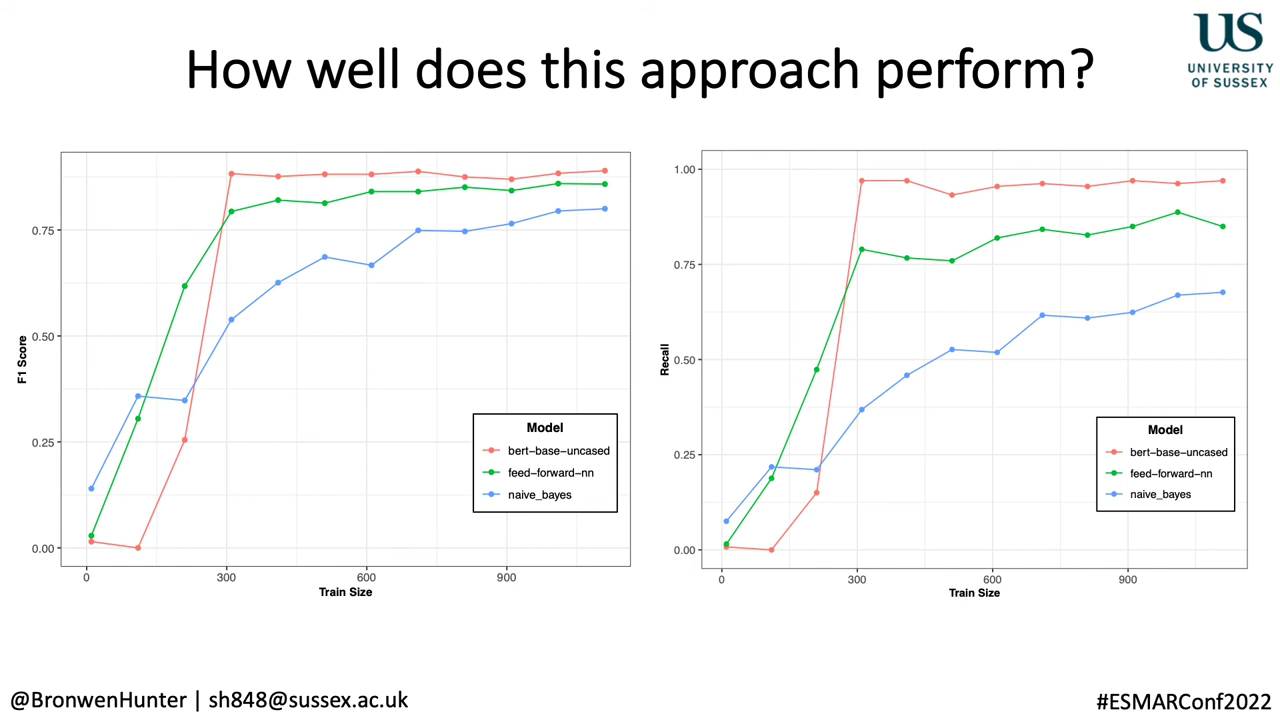 US
UNIVERSITY
OF SUSSEX
How well does this approach perform?
F1 Score
0.75
0.50
0.25
0.00
0
300
600
900
Train Size
Model
bert-base-uncased
feed-forward-nn
naive_bayes
Recall
1.00
0.75
0.50
0.25
0.00
0
300
600
900
Train Size
Model
bert-base-uncased
feed-forward-nn
naive_bayes
@BronwenHunter | sh848@sussex.ac.uk
#ESMARConf2022